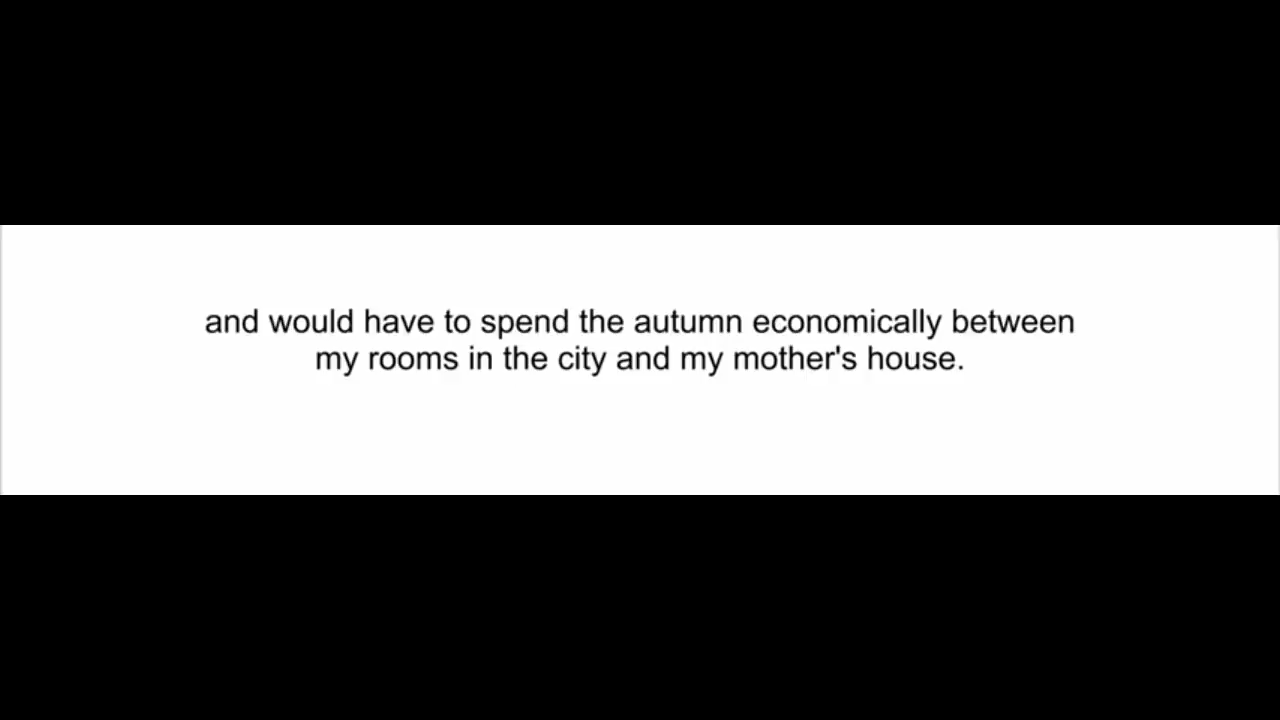 and would have to spend the autumn economically between
my rooms in the city and my mother's house.